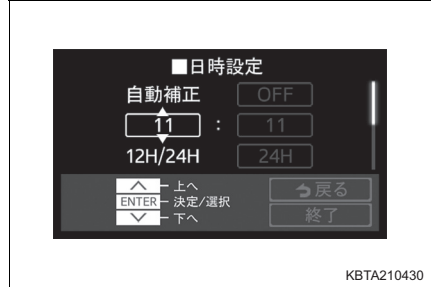 ■日時設定
自動補正 OFF
11 : 11
12H/24H 24H
上へ
ENTER 決定/選択
下へ
戻る
終了
KBTA210430